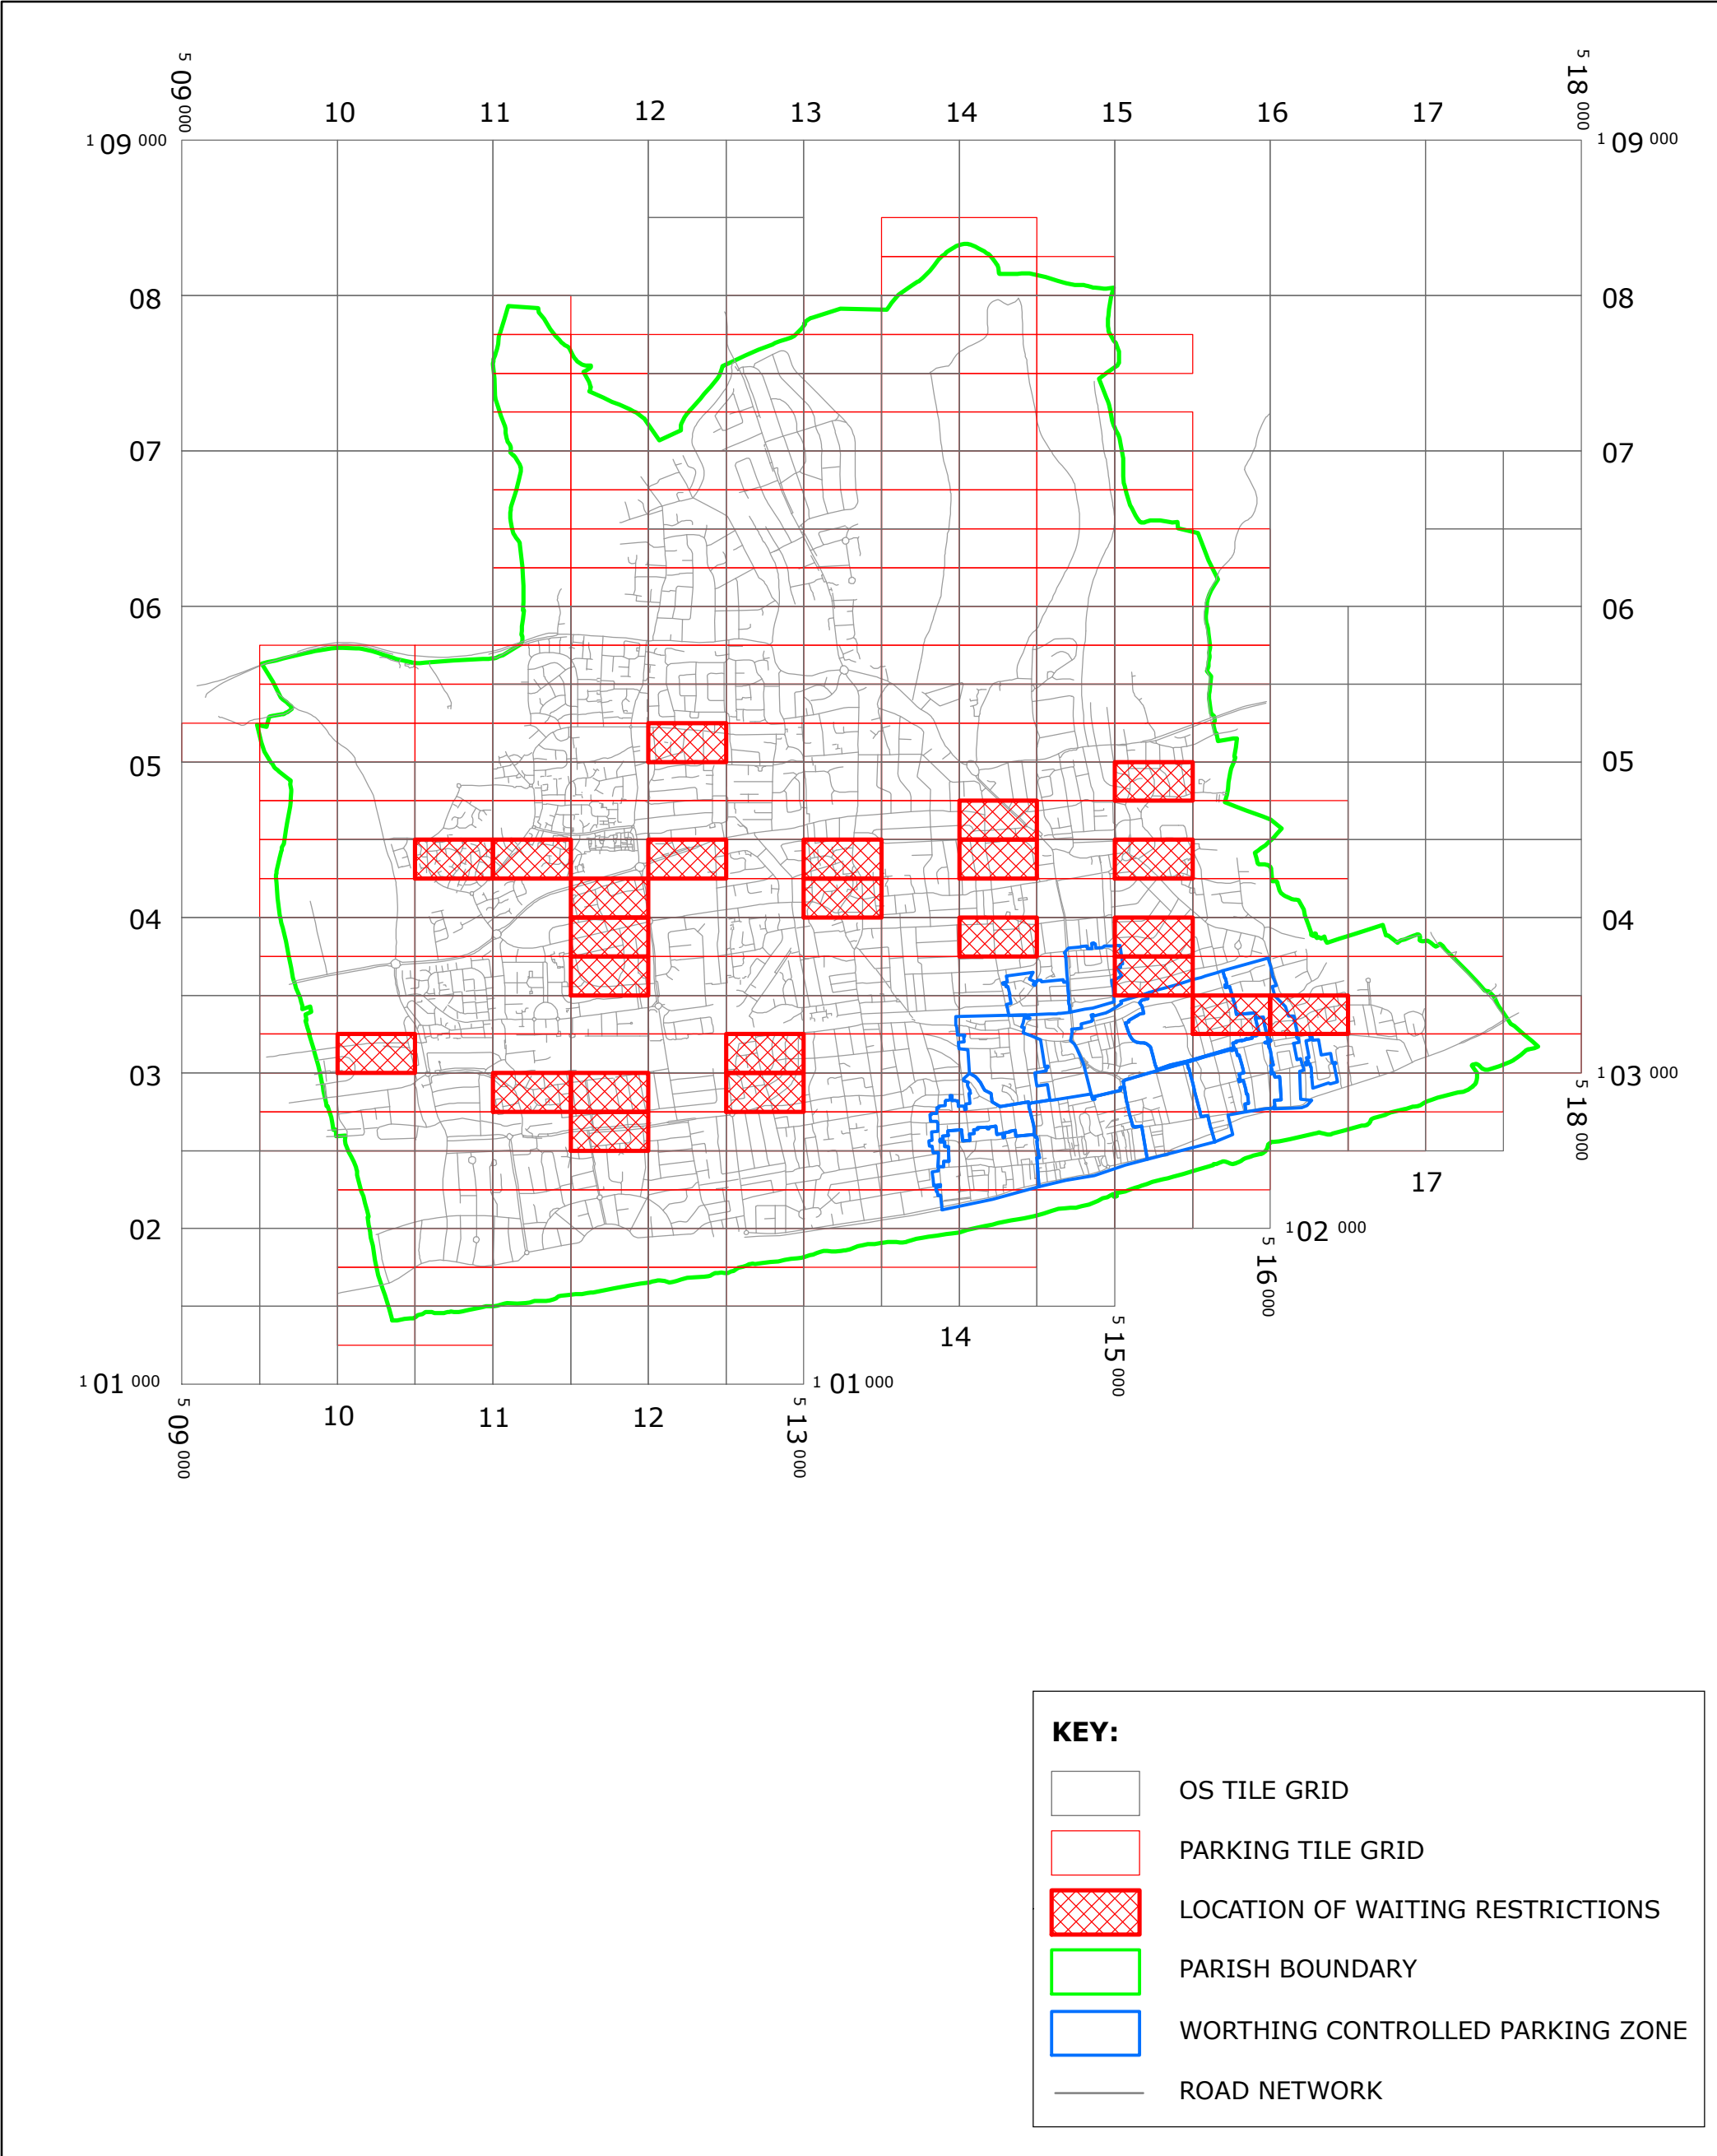 5 09 000
10 11 12 13 14 15 16 17
5 18 000
1 09 000
1 09 000
08
08
07
07
06
06
05
05
04
04
03
1 03 000
5 18 000
17
02
1 02 000
5 16 000
14
5 15 000
1 01 000
1 01 000
5 09 000
10 11 12
5 13 000
KEY:
OS TILE GRID
PARKING TILE GRID
LOCATION OF WAITING RESTRICTIONS
PARISH BOUNDARY
WORTHING CONTROLLED PARKING ZONE
ROAD NETWORK